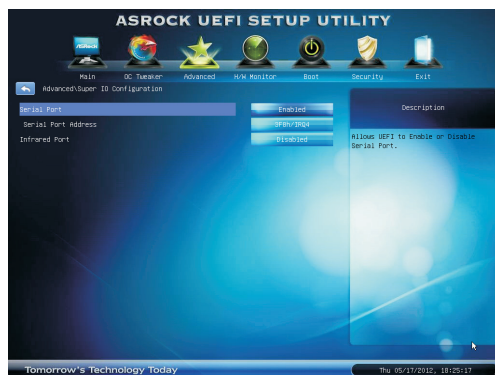 ASROCK UEFI SETUP UTILITY
ASRock
Main
OC Tweaker
Advanced
H/W Monitor
Boot
Security
Exit
Advanced\Super IO Configuration
Description
Serial Port
Enabled
Serial Port Address
3F8h/IRQ4
Infrared Port
Disabled
Allows UEFI to Enable or Disable
Serial Port.
Tomorrow's Technology Today
Thu 05/17/2012, 18:25:17